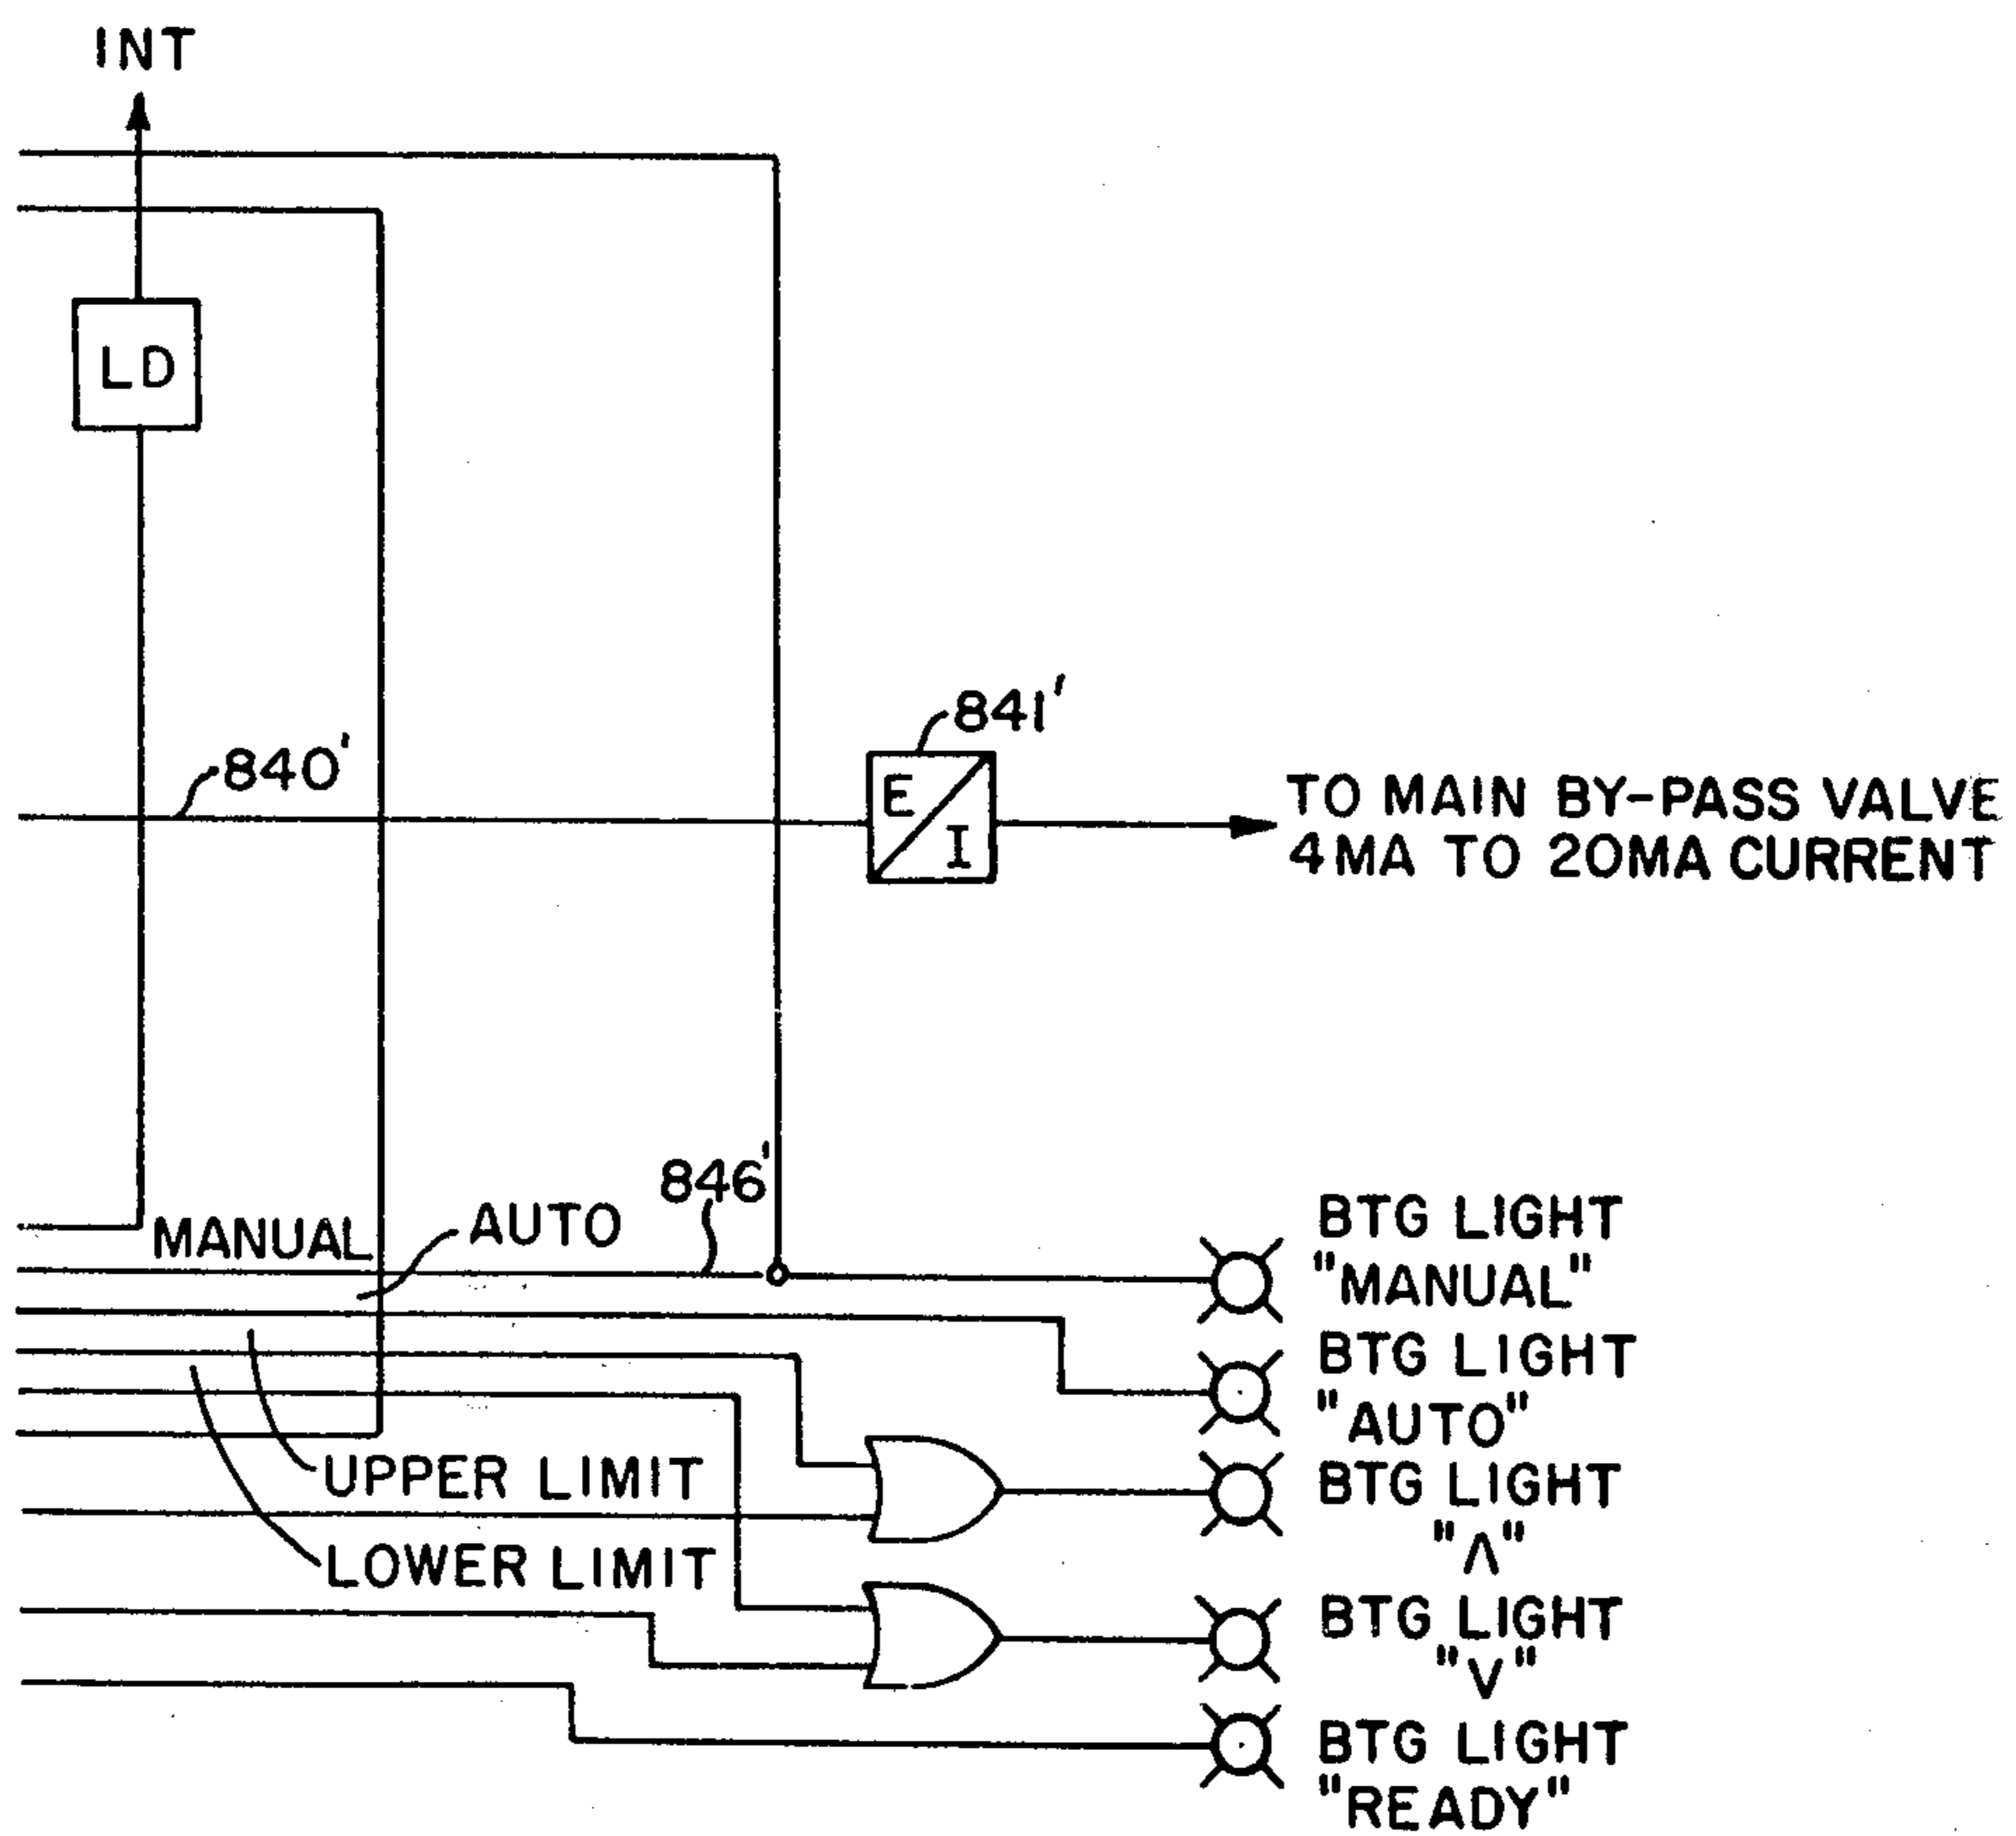 INT
LD
841'
E
I
840'
TO MAIN BY-PASS VALVE
4MA TO 20MA CURRENT
846'
MANUAL
AUTO
BTG LIGHT
"MANUAL"
BTG LIGHT
"AUTO"
UPPER LIMIT
BTG LIGHT
"Λ"
LOWER LIMIT
BTG LIGHT
"V"
BTG LIGHT
"READY"